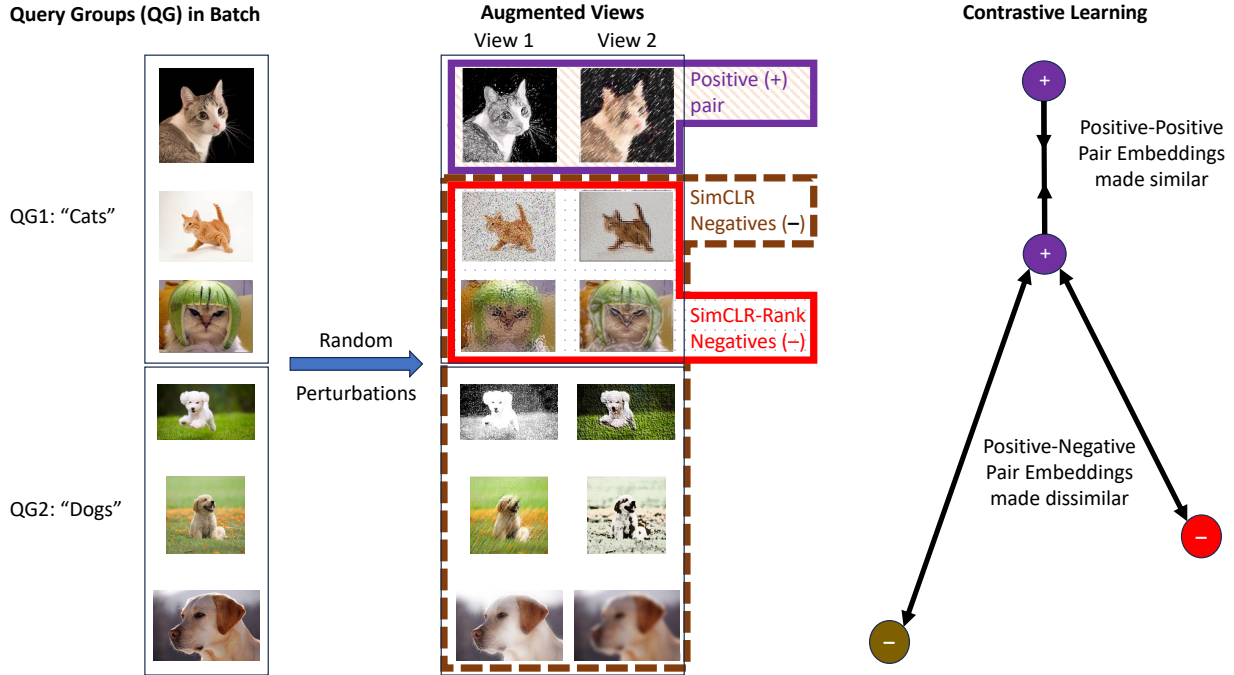 Query Groups (QG) in Batch
Augmented Views
Contrastive Learning
View 1
View 2
Positive (+)
pair
+
Positive-Positive
Pair Embeddings
made similar
QG1: “Cats”
SimCLR
Negatives (–)
+
SimCLR-Rank
Negatives (–)
Random
Perturbations
Positive-Negative
Pair Embeddings
made dissimilar
QG2: “Dogs”
–
–